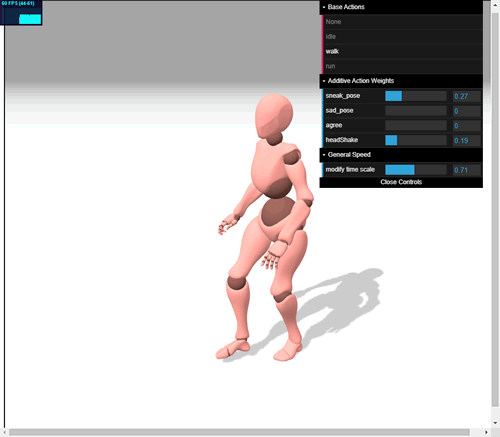 60 FPS (44-61)
Base Actions
None
idle
walk
run
Additive Action Weights
sneak_pose 0.27
sad_pose 0
agree 0
headShake 0.19
General Speed
modify time scale 0.71
Close Controls